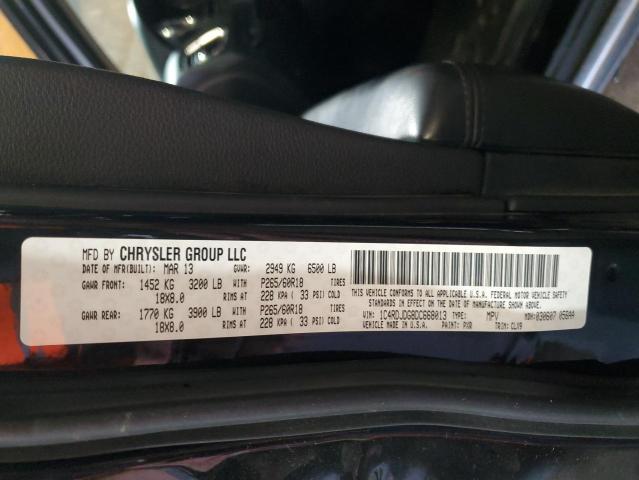 MFD BY CHRYSLER GROUP LLC
DATE OF MFR(BUILT): MAR 13 GVWR: 2949 KG 6500 LB
GAWR FRONT: 1452 KG 3200 LB P265/60R18 TIRES
18X8.0 RIMS AT 228 KPA ( 33 PSI) COLD
GAWR REAR: 1770 KG 3900 LB P265/60R18 TIRES
18X8.0 RIMS AT 228 KPA ( 33 PSI) COLD
THIS VEHICLE CONFORMS TO ALL APPLICABLE U.S.A. FEDERAL MOTOR VEHICLE SAFETY
STANDARDS IN EFFECT ON THE DATE OF MANUFACTURE SHOWN ABOVE.
VIN: 1C4RDJDG8DC668013 TYPE: MPV MDH: 030607 056AA
VEHICLE MADE IN U.S.A. PAINT: PXR TRIM: CLX9